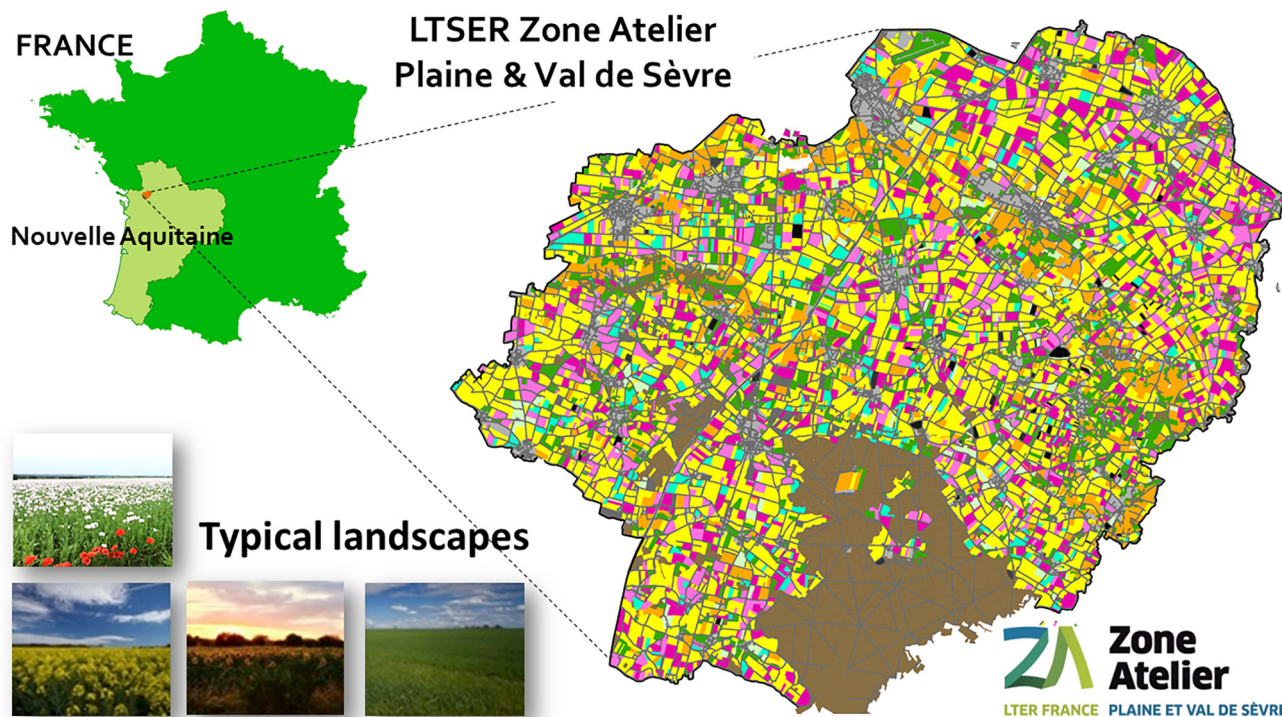 FRANCE
LTSER Zone Atelier
Plaine & Val de Sèvre
Nouvelle Aquitaine
Typical landscapes
ZA Zone
Atelier
LTER FRANCE PLAINE ET VAL DE SÈVRE